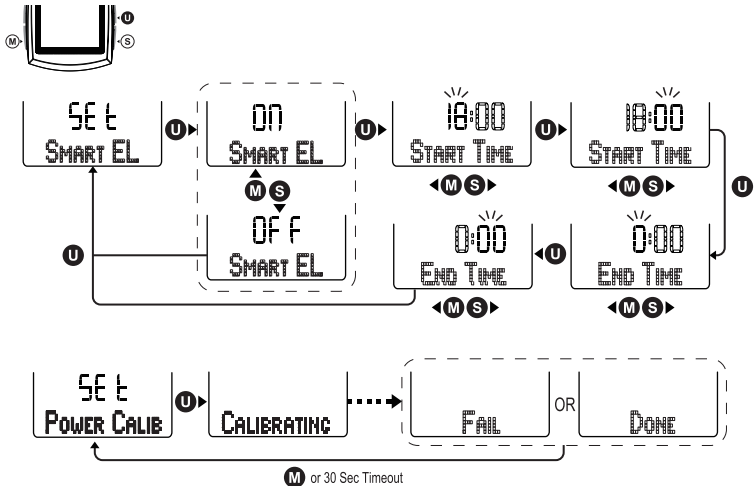 U
M S
SEt ON 18:00 18:00
U U U
Smart EL Smart EL Start Time Start Time
M S M S M S
U
OFF 0:00 0:00
U U
Smart EL End Time End Time
M S M S
SEt
U OR
Power Calib Calibrating Fail Done
M or 30 Sec Timeout